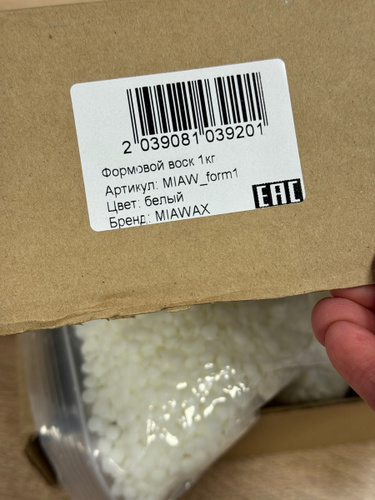 2 039081 039201
Формовой воск 1кг
Артикул: MIAW_form1
Цвет: белый
Бренд: MIAWAX
EAC